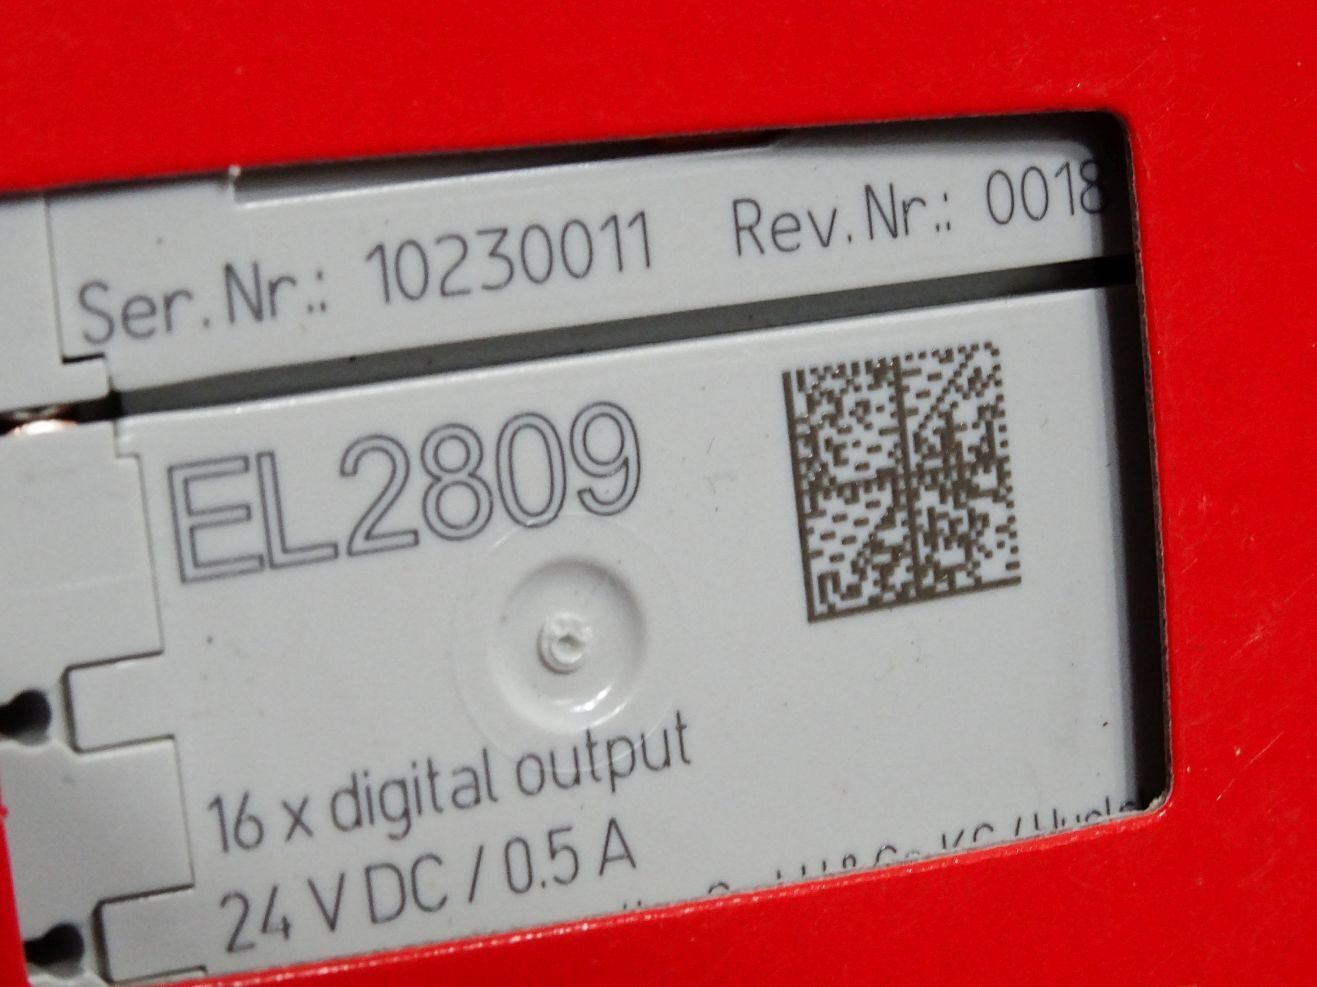 Ser.Nr.: 10230011 Rev.Nr.: 0018
EL2809
16 x digital output
24 V DC / 0.5 A